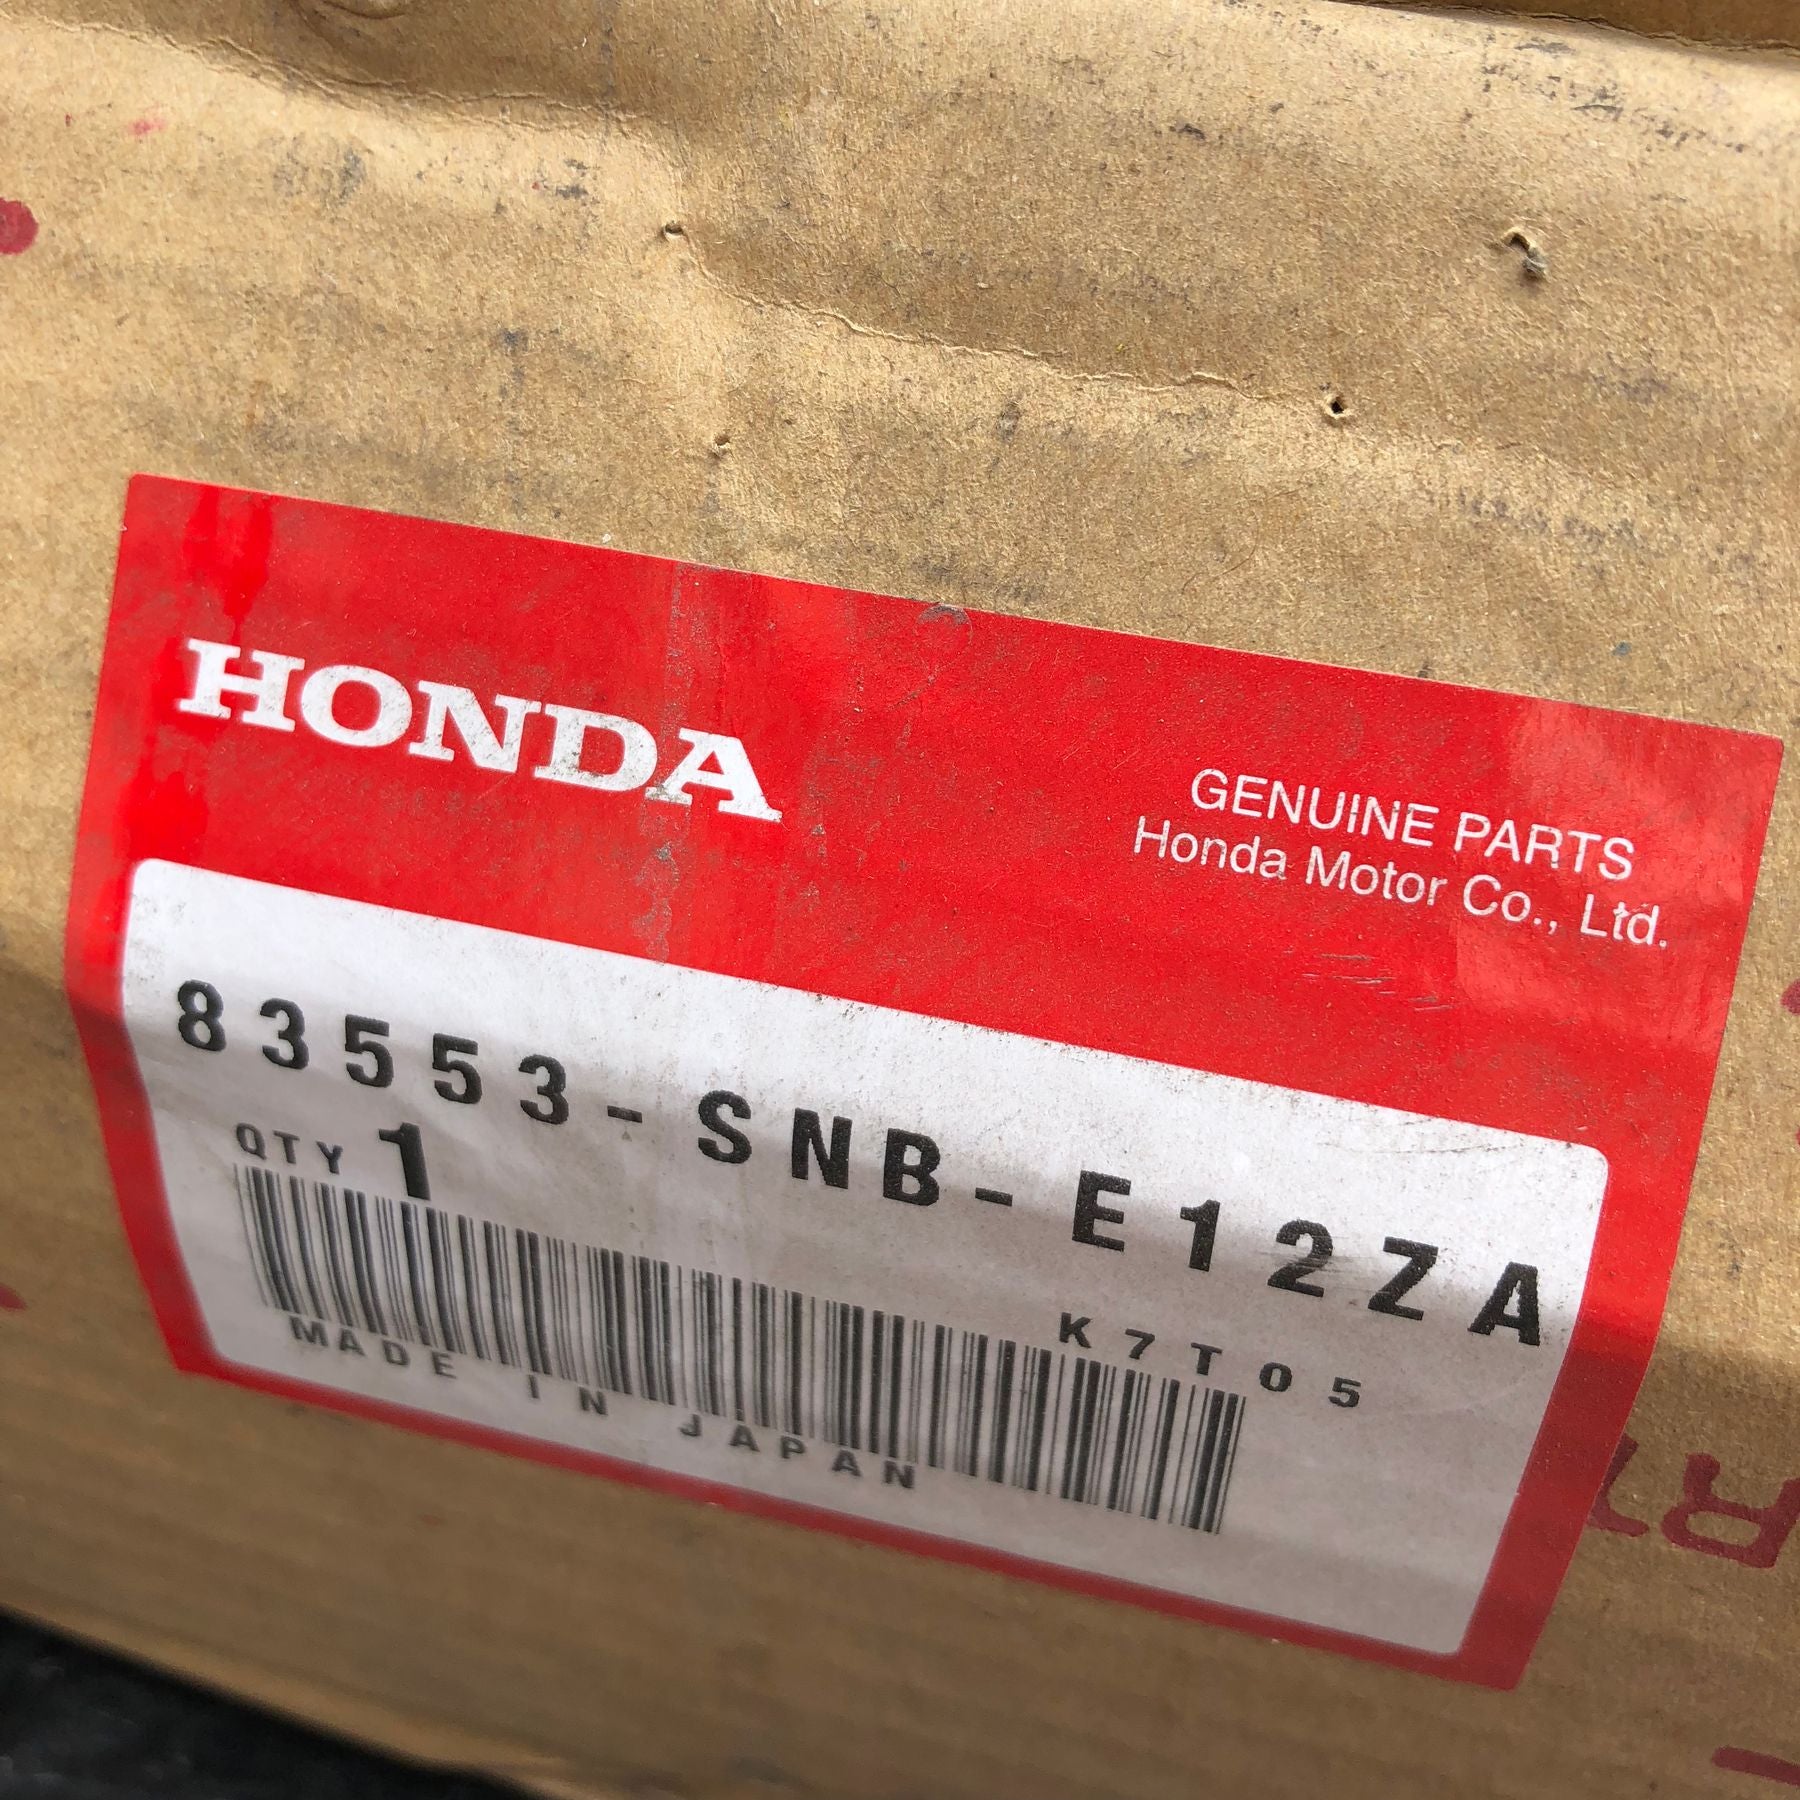 HONDA
GENUINE PARTS
Honda Motor Co., Ltd.
83553-SNB-E12ZA
QTY 1
K7T05
MADE IN JAPAN